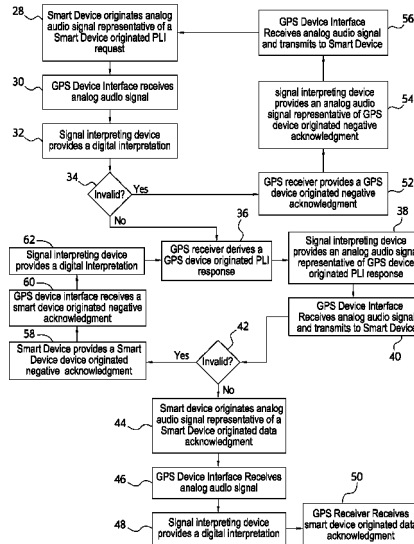 28
Smart Device originates analog
audio signal representative of a
Smart Device originated PLI
request
30
GPS Device Interface receives
analog audio signal
32
Signal interpreting device
provides a digital interpretation
34
Invalid?
Yes
No
56
GPS Device Interface
Receives analog audio signal
and transmits to Smart Device
54
signal interpreting device
provides an analog audio
signal representative of GPS
device originated negative
acknowledgment
52
GPS receiver provides a GPS
device originated negative
acknowledgment
36
GPS receiver derives a
GPS device originated PLI
response
38
Signal interpreting device
provides an analog audio signal
representative of GPS device
originated PLI response
GPS Device Interface
Receives analog audio signal
and transmits to Smart Device
40
62
Signal interpreting device
provides a digital Interpretation
60
GPS device interface receives a
smart device originated negative
acknowledgment
58
Smart Device provides a Smart
Device device originated
negative acknowledgment
42
Invalid?
Yes
No
44
Smart device originates analog
audio signal representative of a
Smart Device originated data
acknowledgment
46
GPS Device Interface Receives
analog audio signal
48
Signal interpreting device
provides a digital interpretation
50
GPS Receiver Receives
smart device originated data
acknowledgment